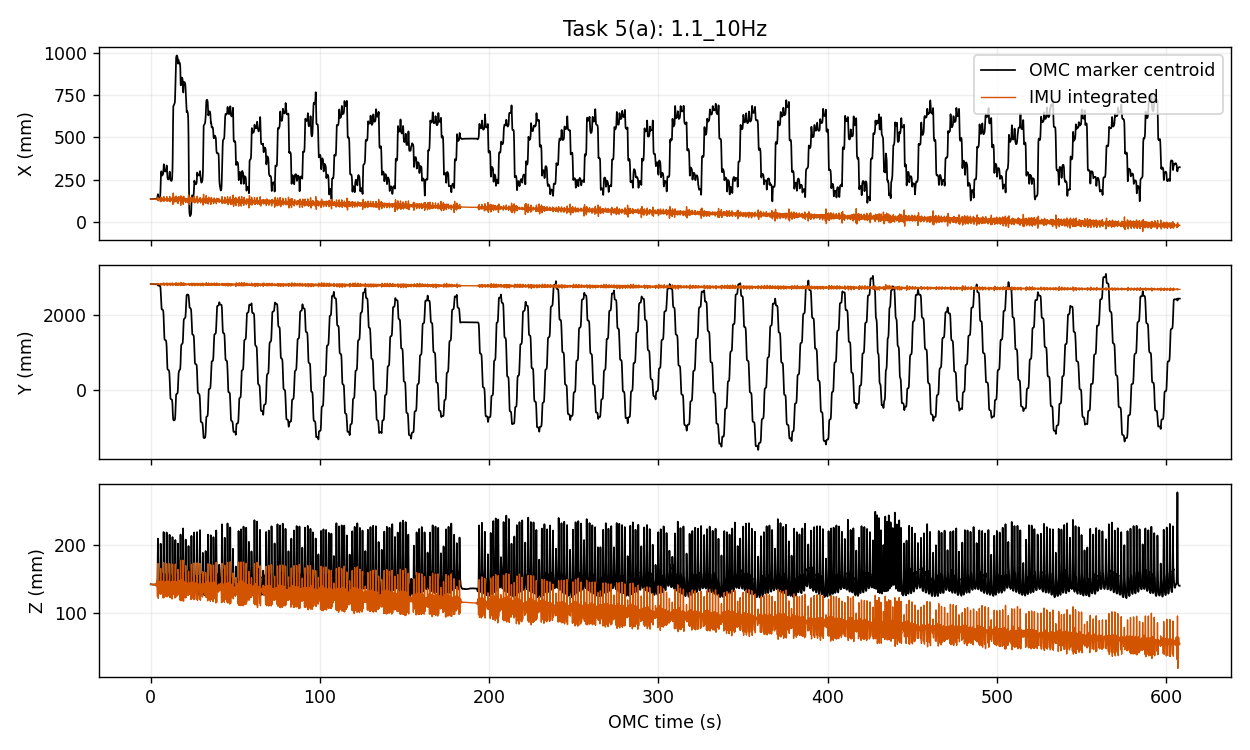 Task 5(a): 1.1_10Hz
1000
750
500
250
0
X (mm)
OMC marker centroid
IMU integrated
2000
0
Y (mm)
200
100
Z (mm)
0
100
200
300
400
500
600
OMC time (s)